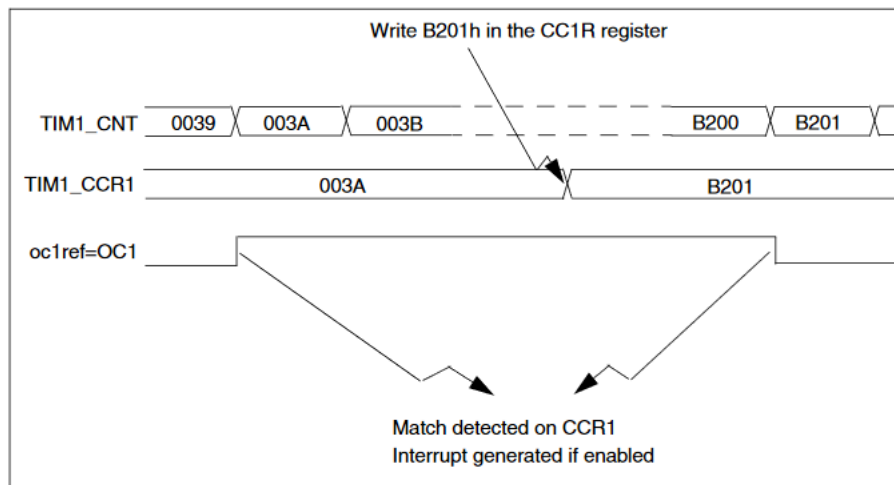 Write B201h in the CC1R register
TIM1_CNT 0039 003A 003B B200 B201
TIM1_CCR1 003A B201
oc1ref=OC1
Match detected on CCR1
Interrupt generated if enabled